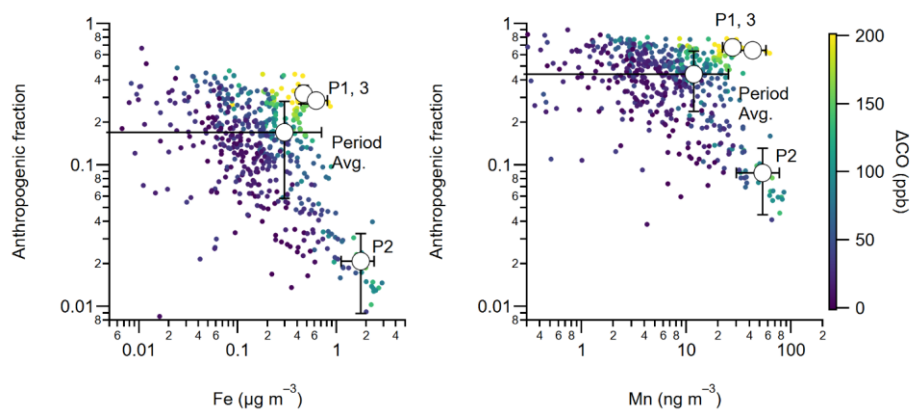 Anthropogenic fraction
1
8
6
4
2
0.1
8
6
4
2
0.01
8
P1, 3
Period
Avg.
P2
6 8 2 4 6 8 2 4 6 8 2 4
0.01 0.1 1
Fe (µg m⁻³)
Anthropogenic fraction
1
8
6
4
2
0.1
8
6
4
2
0.01
8
P1, 3
Period
Avg.
P2
4 6 8 2 4 6 8 2 4 6 8 2
1 10 100
Mn (ng m⁻³)
200
150
100
50
0
ΔCO (ppb)